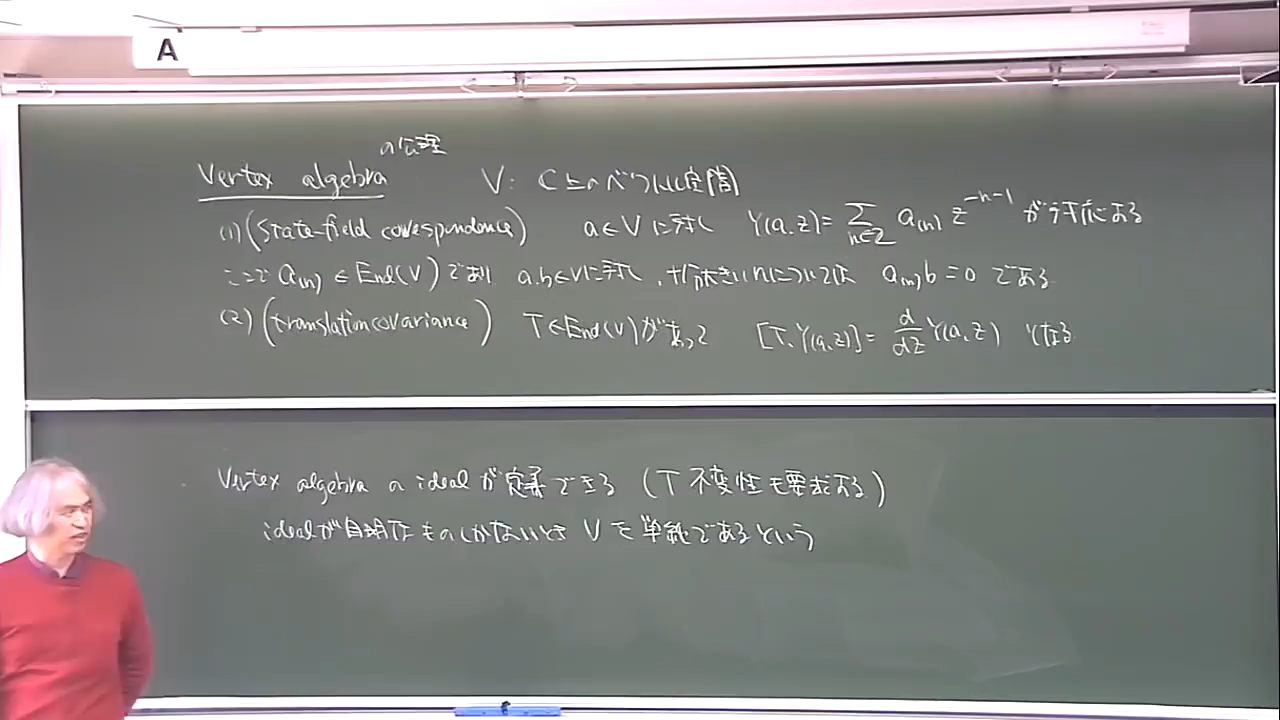 A
Vertex algebra の公理 V: ℂ上のベクトル空間
(1) (State-field correspondence) a∈V に対し Y(a,z)=∑_{n∈ℤ} a_{(n)} z^{-n-1} が対応する
ここで a_{(n)} ∈ End(V) であり a,b∈V に対し、十分大きいnについては a_{(n)}b=0 である
(2) (translation covariance) T∈End(V) があって [T,Y(a,z)]= d/dz Y(a,z) となる
Vertex algebra の ideal が定義できる (T 不変性も要求する)
ideal が自明なものしかないとき V を単純であるという